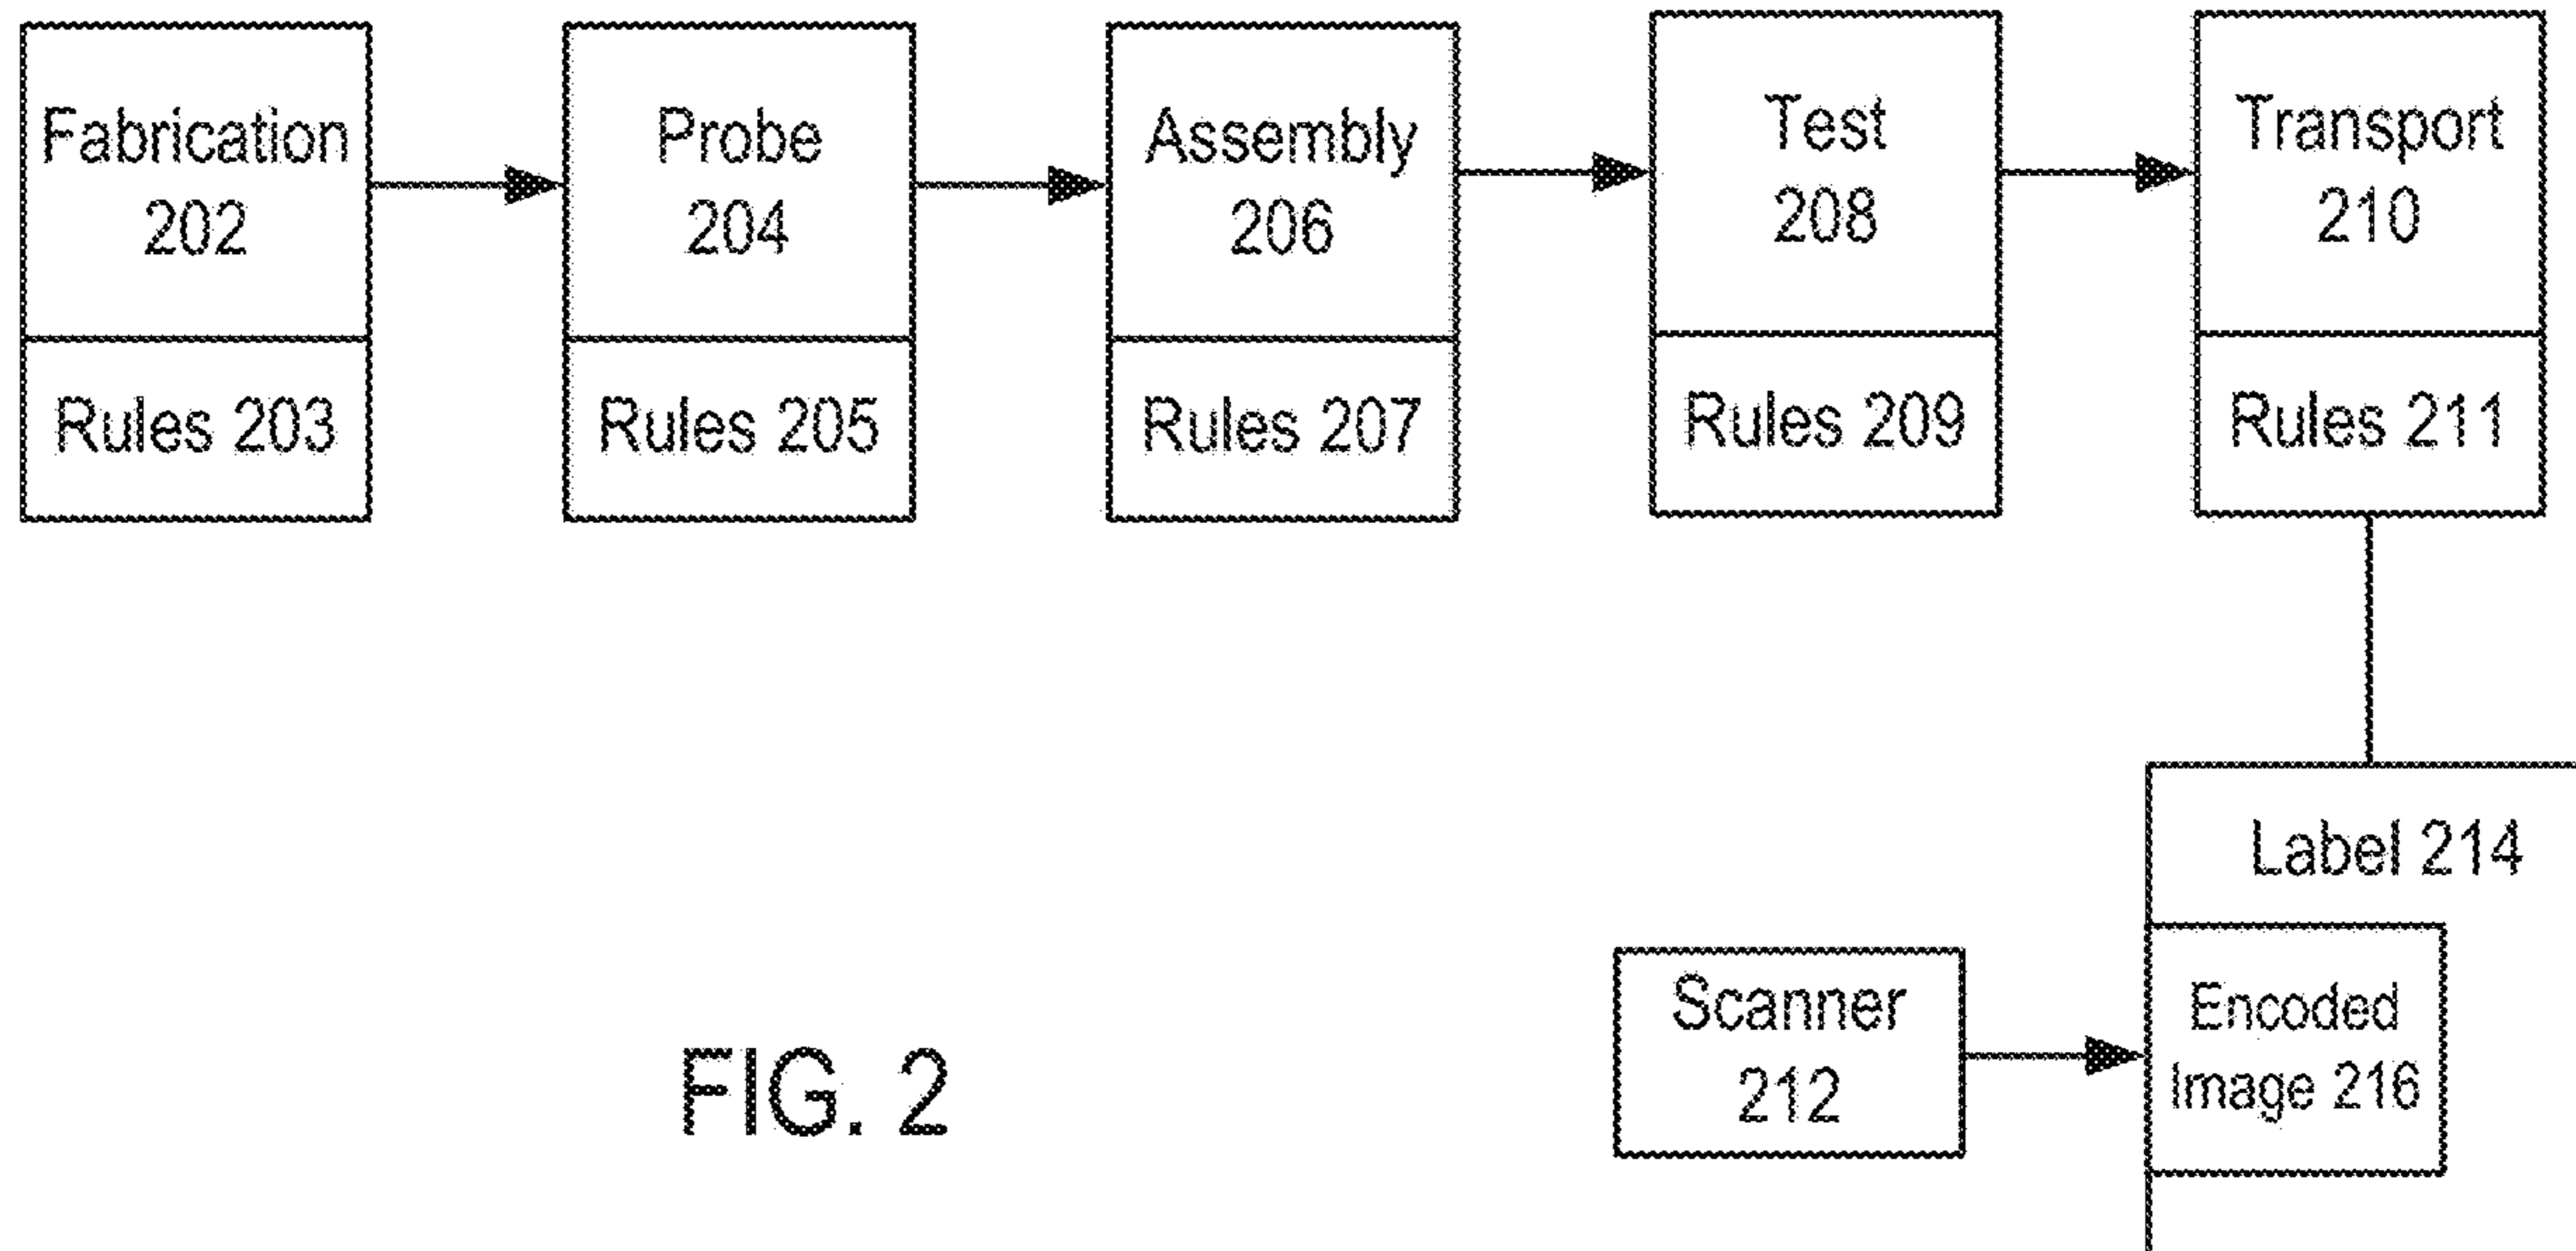 Fabrication
202
Rules 203
Probe
204
Rules 205
Assembly
206
Rules 207
Test
208
Rules 209
Transport
210
Rules 211
Label 214
Scanner
212
Encoded
Image 216
FIG. 2